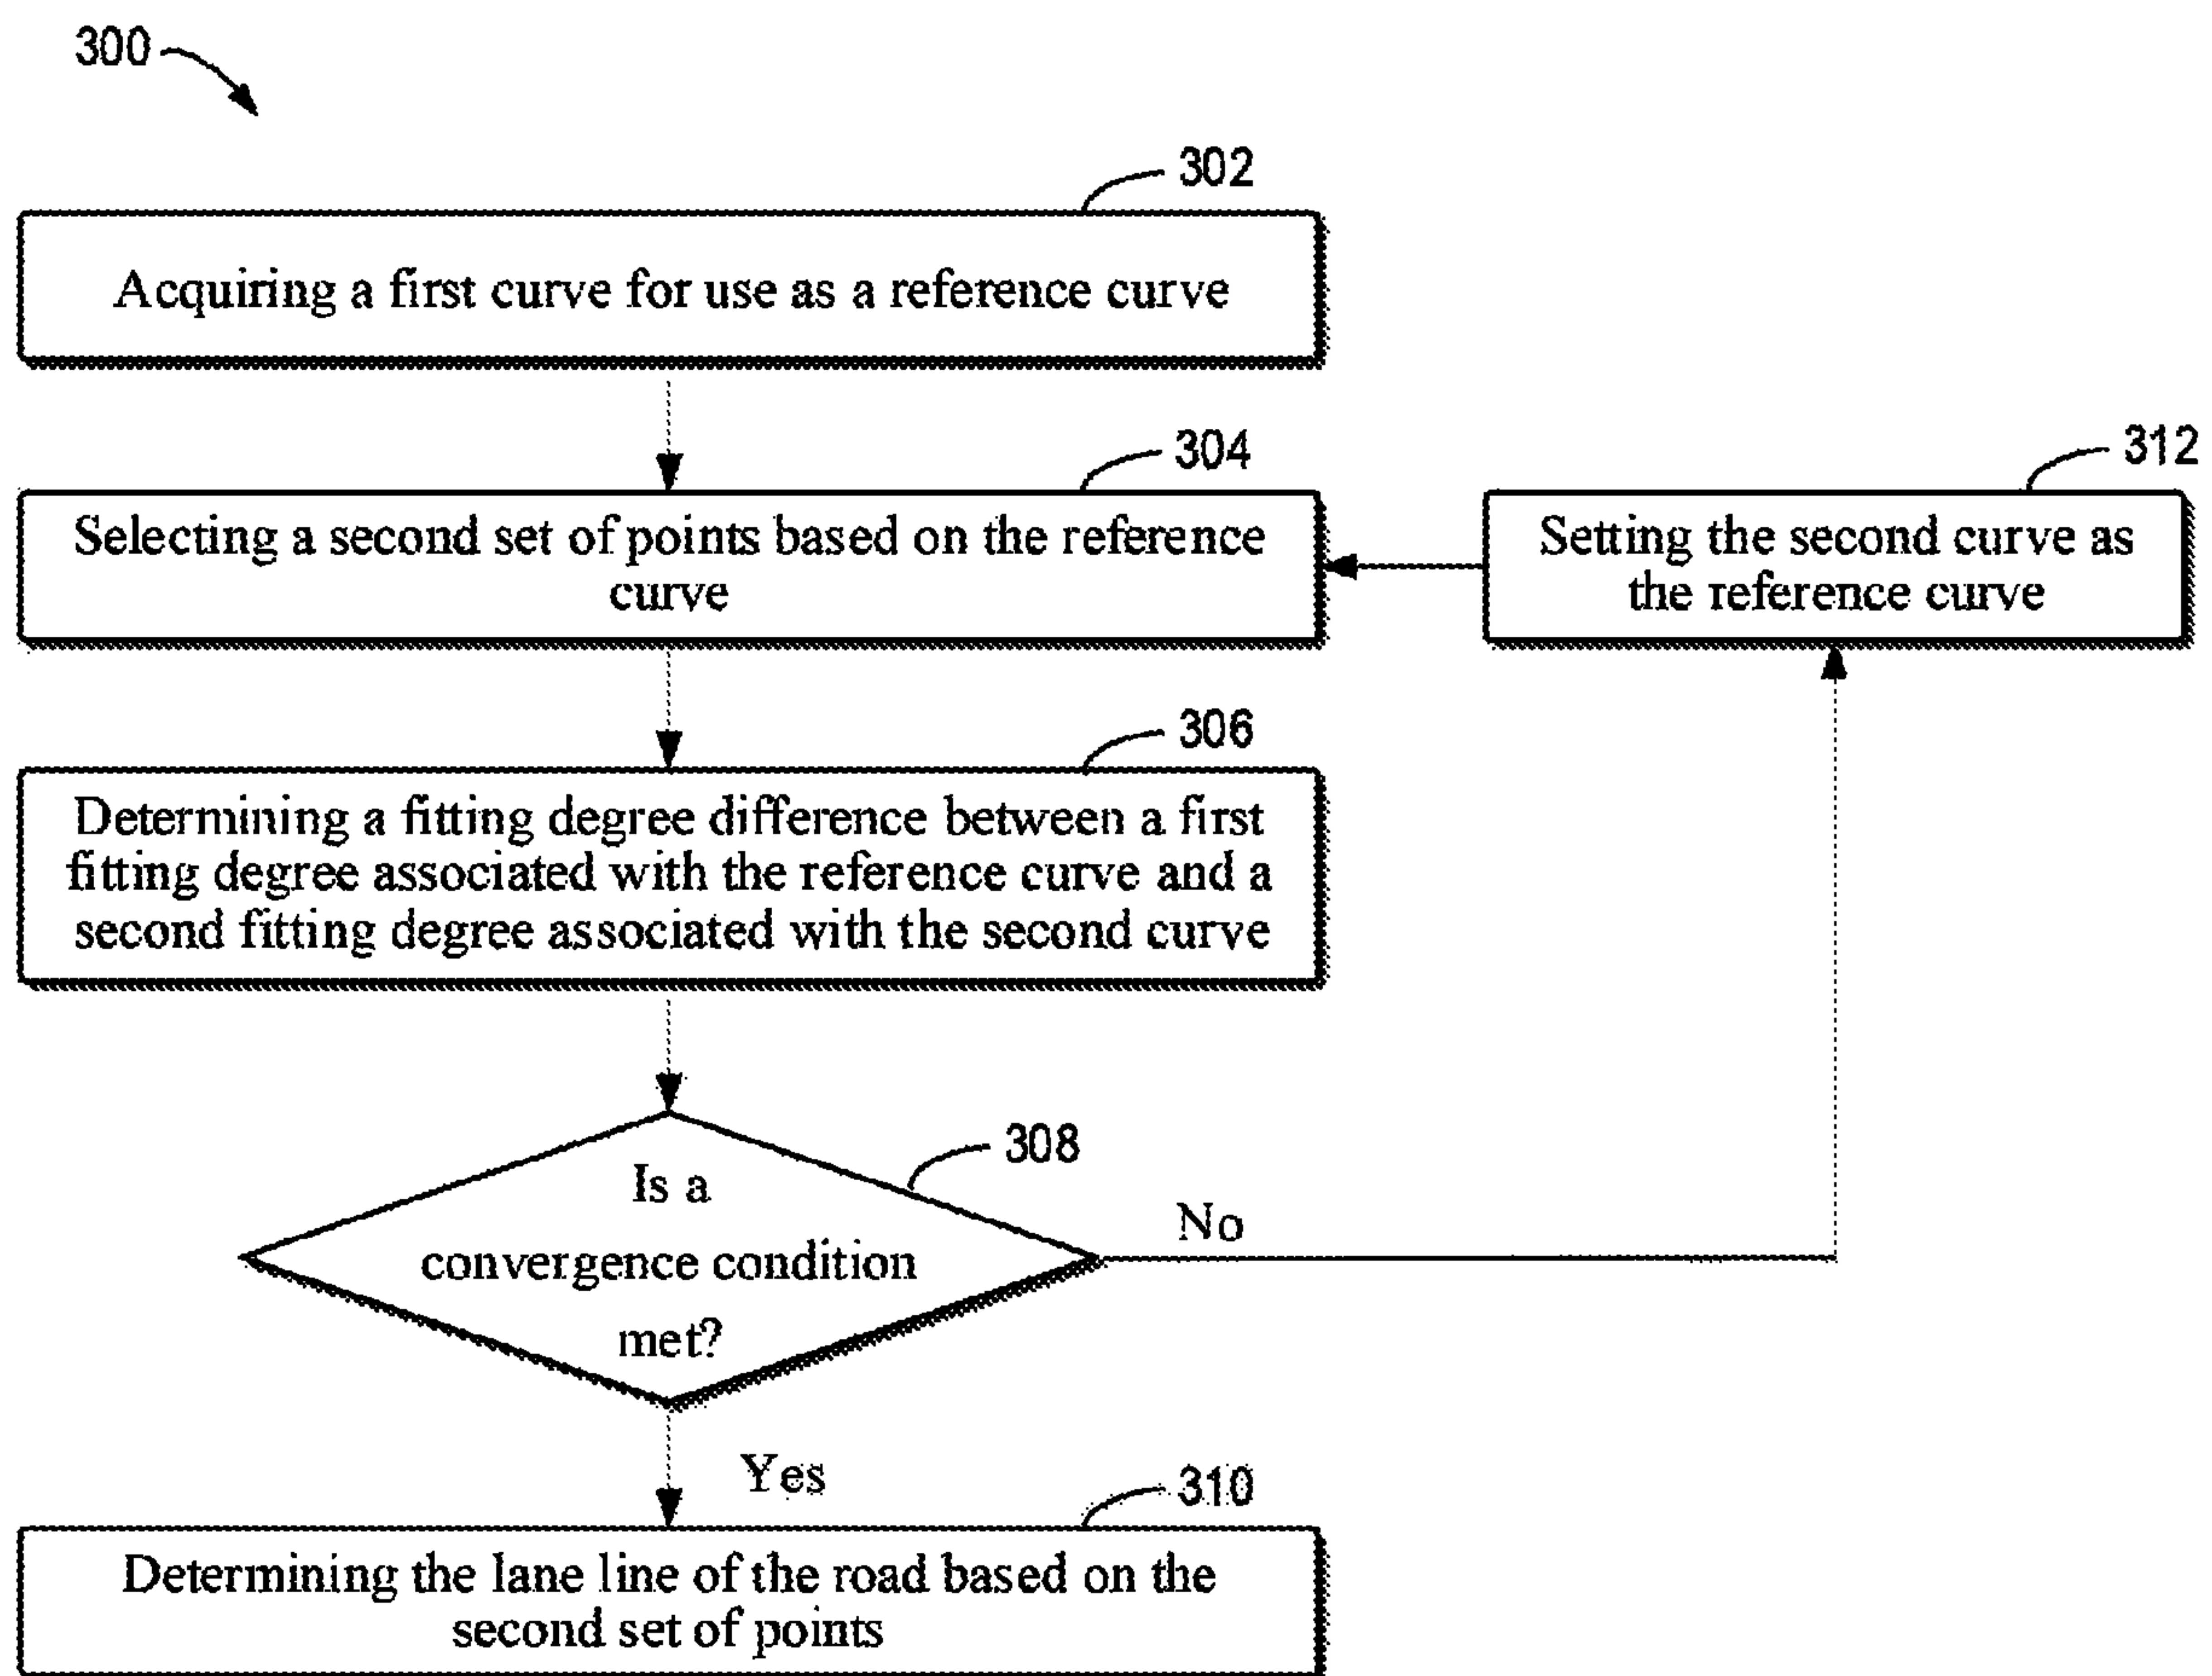 300
302
Acquiring a first curve for use as a reference curve
304
312
Selecting a second set of points based on the reference
curve
Setting the second curve as
the reference curve
306
Determining a fitting degree difference between a first
fitting degree associated with the reference curve and a
second fitting degree associated with the second curve
308
Is a
convergence condition
met?
No
Yes
310
Determining the lane line of the road based on the
second set of points